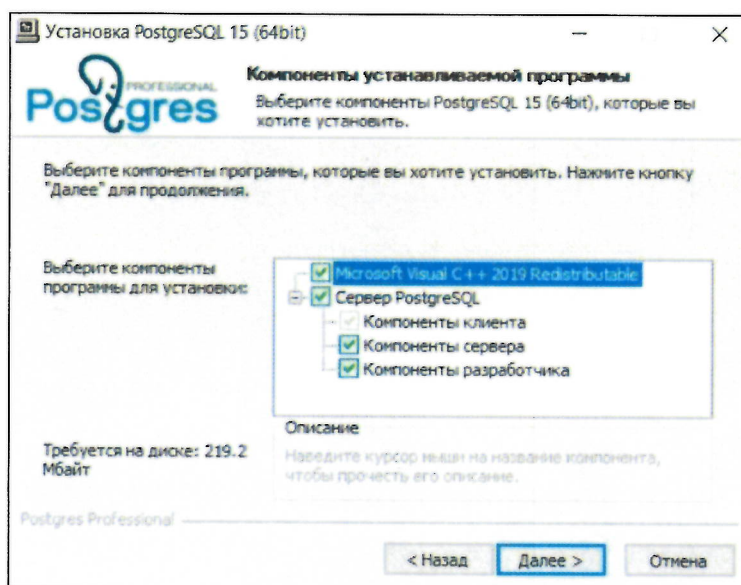 Установка PostgreSQL 15 (64bit)
PROFESSIONAL
Postgres
Компоненты устанавливаемой программы
Выберите компоненты PostgreSQL 15 (64bit), которые вы
хотите установить.
Выберите компоненты программы, которые вы хотите установить. Нажмите кнопку
"Далее" для продолжения.
Выберите компоненты
программы для установки:
Microsoft Visual C++ 2019 Redistributable
Сервер PostgreSQL
Компоненты клиента
Компоненты сервера
Компоненты разработчика
Требуется на диске: 219.2
Мбайт
Описание
Наведите курсор мыши на название компонента,
чтобы прочесть его описание.
Postgres Professional
< Назад
Далее >
Отмена